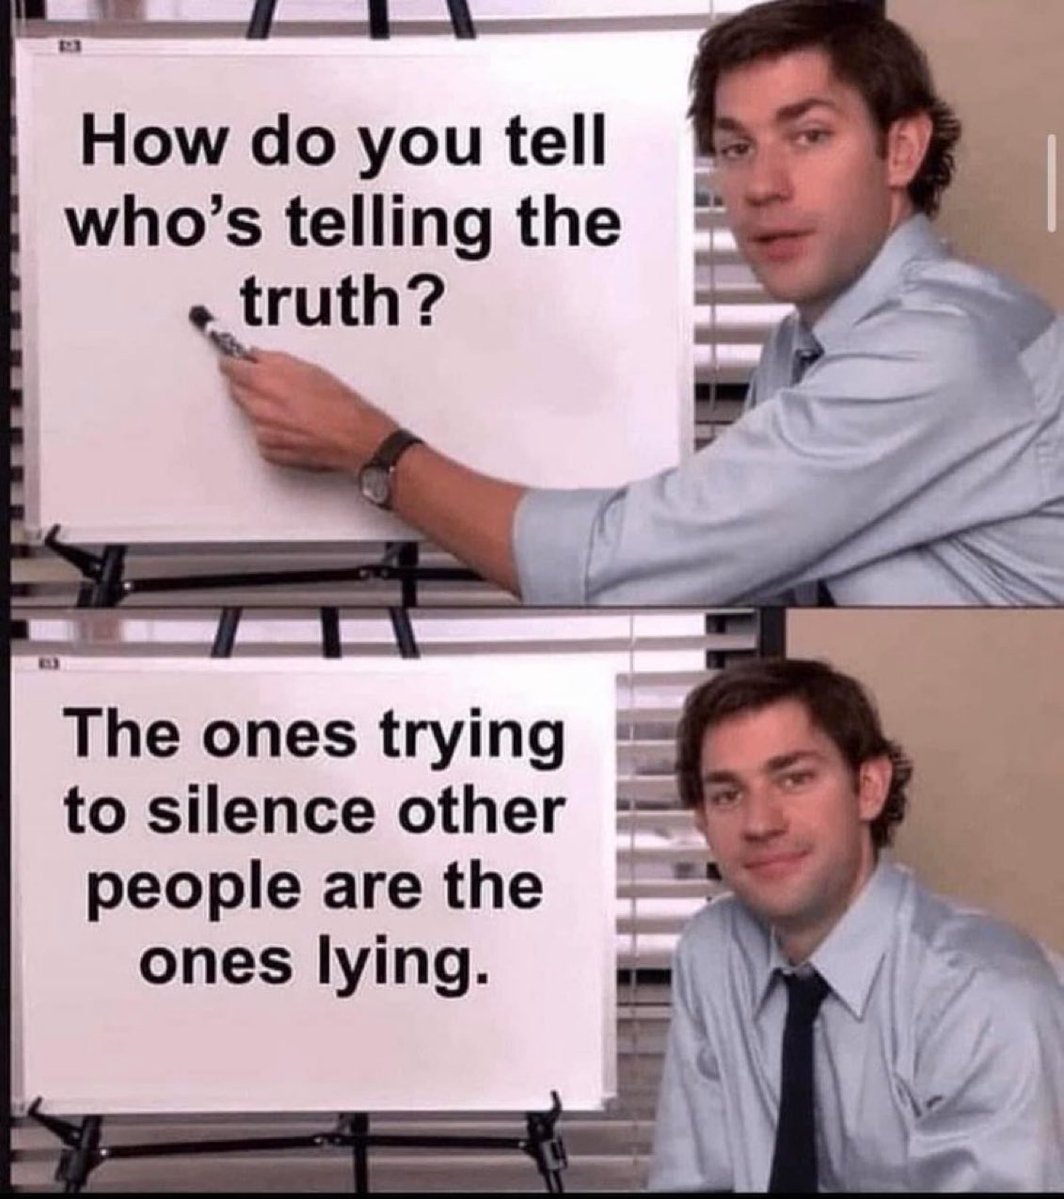 How do you tell
who’s telling the
truth?
The ones trying
to silence other
people are the
ones lying.